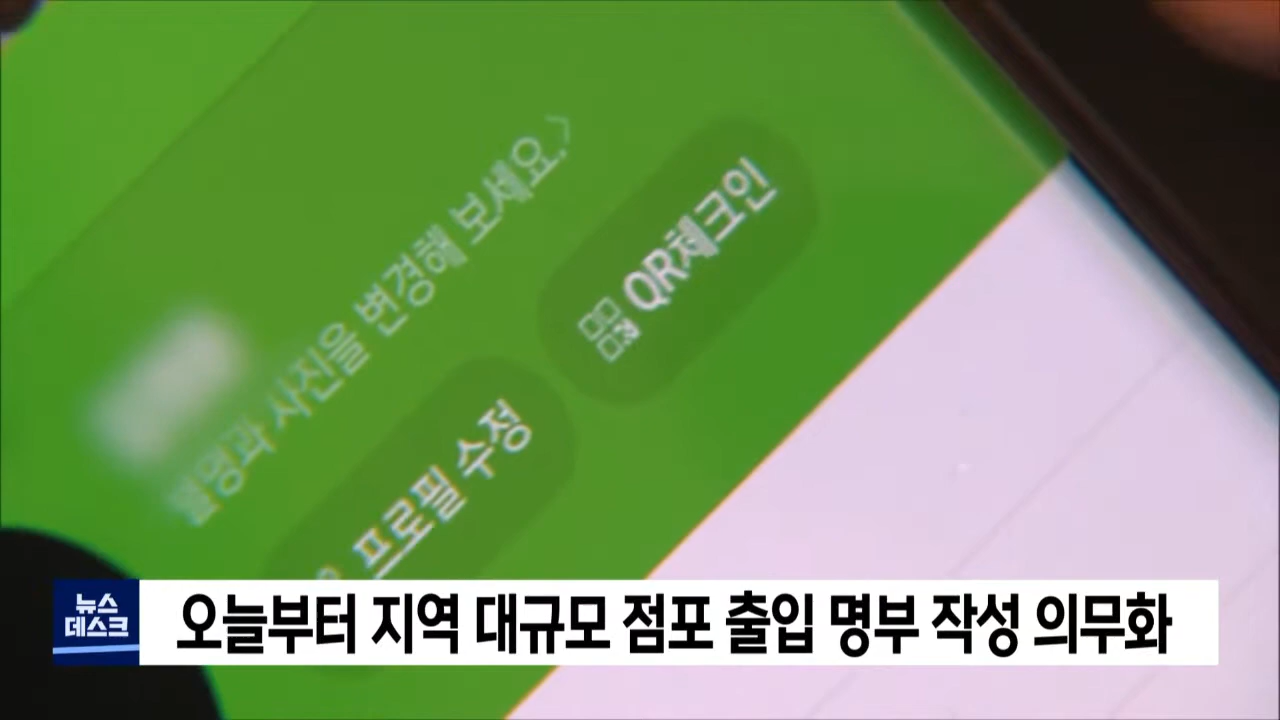 사진을 변경해 보세요.>
QR체크인
프로필 수정
뉴스
데스크
오늘부터 지역 대규모 점포 출입 명부 작성 의무화